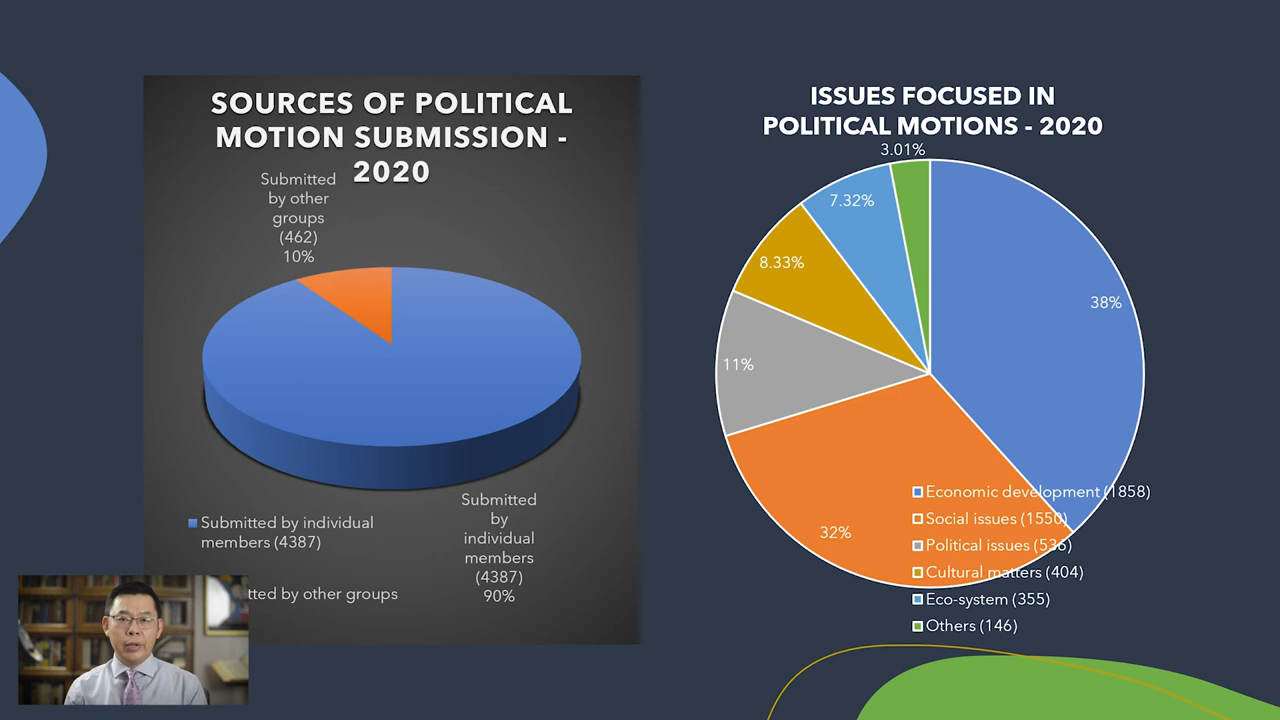 SOURCES OF POLITICAL
MOTION SUBMISSION -
2020
Submitted
by other
groups
(462)
10%
Submitted
by
individual
members
(4387)
90%
Submitted by individual
members (4387)
tted by other groups
ISSUES FOCUSED IN
POLITICAL MOTIONS - 2020
3.01%
7.32%
8.33%
38%
11%
32%
Economic development (1858)
Social issues (1550)
Political issues (536)
Cultural matters (404)
Eco-system (355)
Others (146)